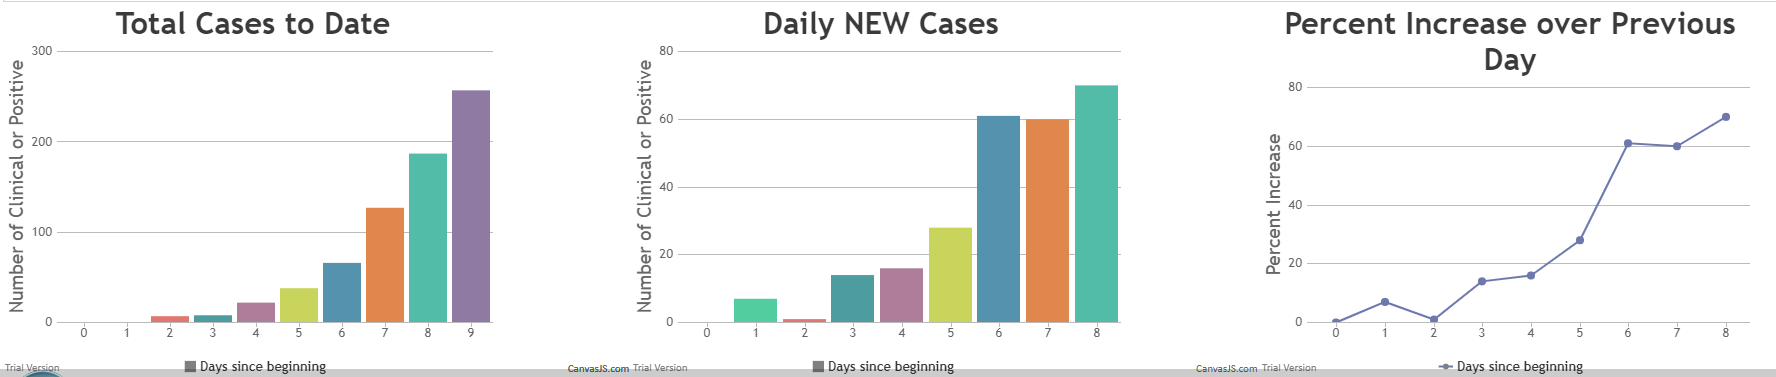 Total Cases to Date
Number of Clinical or Positive
300
200
100
0
0 1 2 3 4 5 6 7 8 9
Days since beginning
Trial Version
CanvasJS.com
Daily NEW Cases
Number of Clinical or Positive
80
60
40
20
0
0 1 2 3 4 5 6 7 8
Days since beginning
Trial Version
CanvasJS.com
Percent Increase over Previous
Day
Percent Increase
80
60
40
20
0
0 1 2 3 4 5 6 7 8
Days since beginning
Trial Version